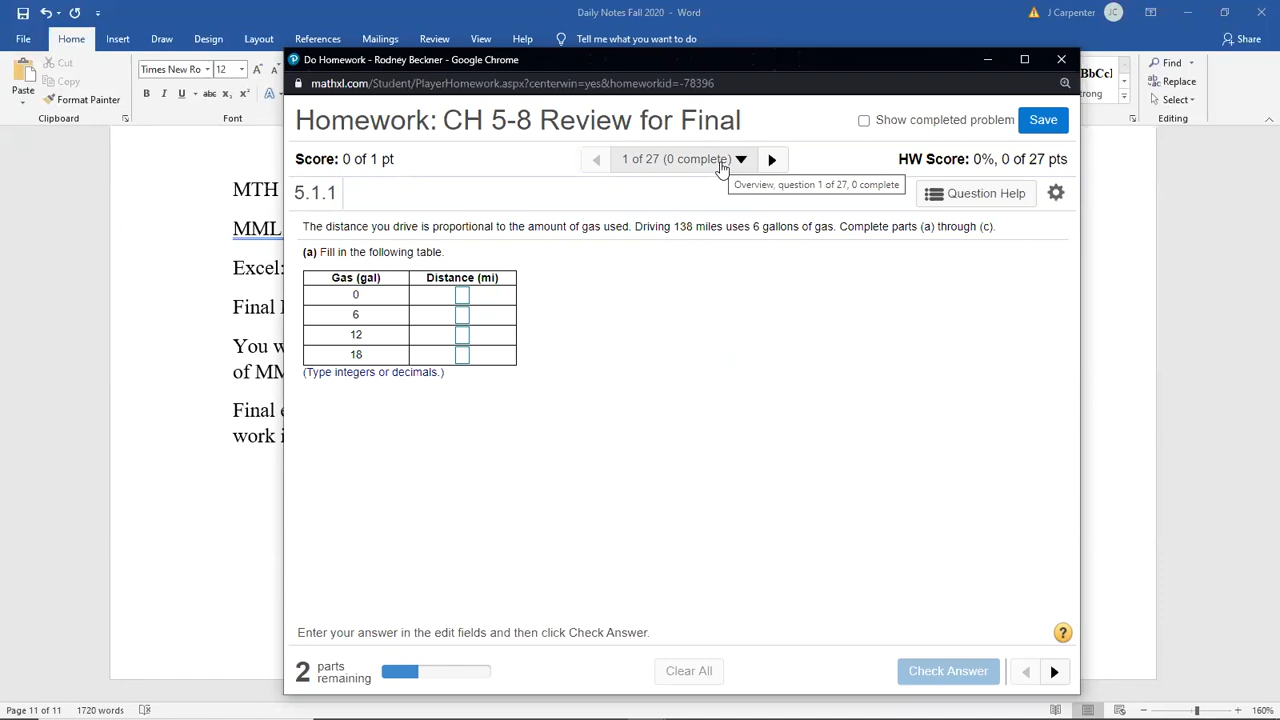 Daily Notes Fall 2020 - Word
J Carpenter
JC
File
Home
Insert
Draw
Design
Layout
References
Mailings
Review
View
Help
Tell me what you want to do
Share
Paste
Cut
Copy
Format Painter
Clipboard
Times New Ro
12
B I U abc x₂ x² A
Font
BbCcl
trong
Find
Replace
Select
Editing
Do Homework - Rodney Beckner - Google Chrome
mathxl.com/Student/PlayerHomework.aspx?centerwin=yes&homeworkid=-78396
Homework: CH 5-8 Review for Final
Show completed problem
Save
Score: 0 of 1 pt
1 of 27 (0 complete)
HW Score: 0%, 0 of 27 pts
Overview, question 1 of 27, 0 complete
5.1.1
Question Help
The distance you drive is proportional to the amount of gas used. Driving 138 miles uses 6 gallons of gas. Complete parts (a) through (c).
(a) Fill in the following table.
Gas (gal) Distance (mi)
0
6
12
18
(Type integers or decimals.)
MTH
MML
Excel:
Final
You w
of MM
Final e
work i
Enter your answer in the edit fields and then click Check Answer.
?
2 parts remaining
Clear All
Check Answer
Page 11 of 11
1720 words
160%